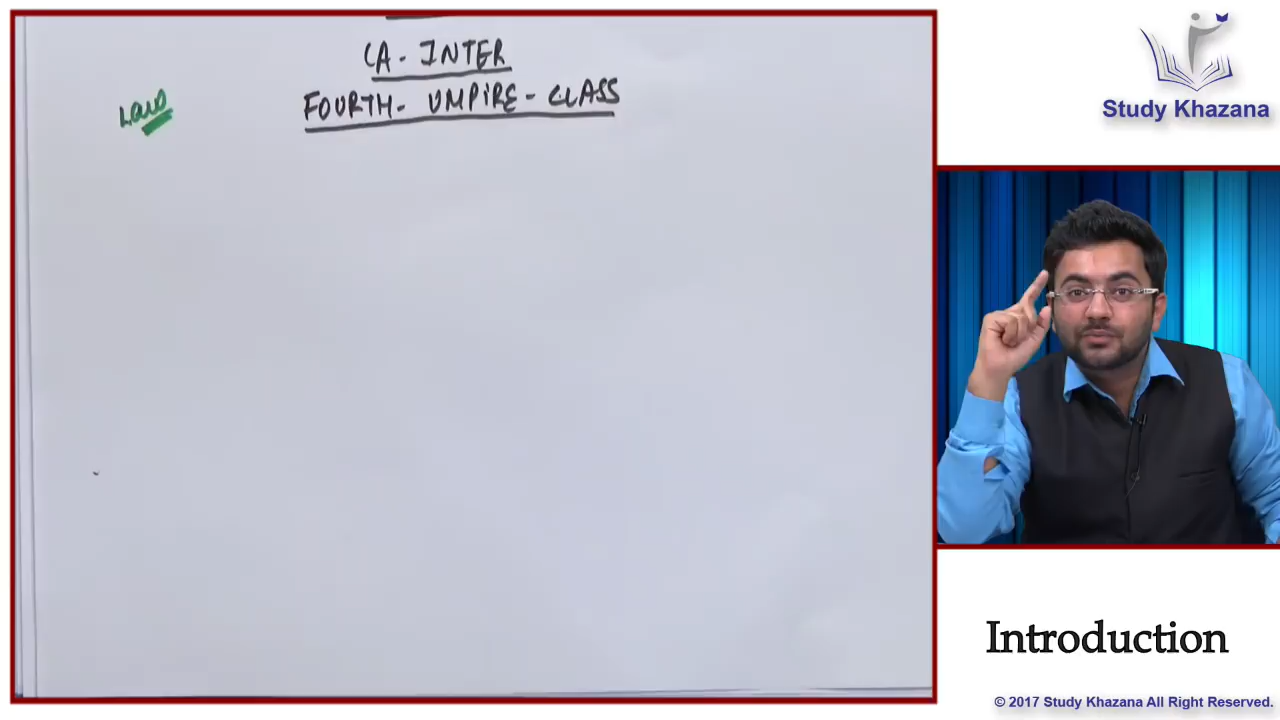 CA - INTER
FOURTH - UMPIRE - CLASS
Law
Study Khazana
Introduction
© 2017 Study Khazana All Right Reserved.